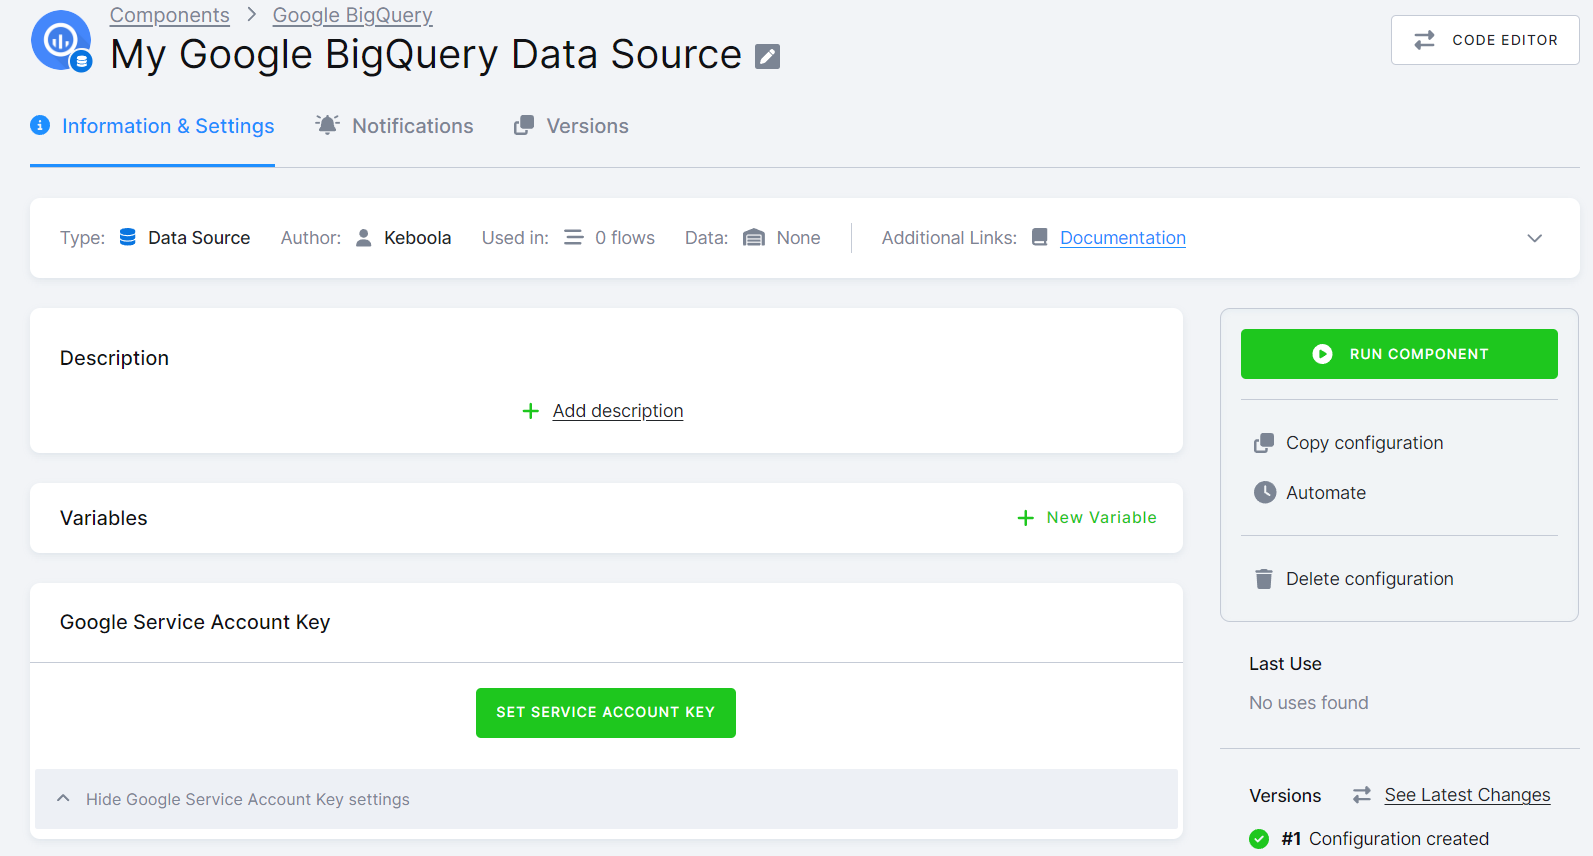 Components > Google BigQuery
My Google BigQuery Data Source
CODE EDITOR
Information & Settings
Notifications
Versions
Type: Data Source
Author: Keboola
Used in: 0 flows
Data: None
Additional Links: Documentation
Description
+ Add description
Variables
+ New Variable
Google Service Account Key
SET SERVICE ACCOUNT KEY
Hide Google Service Account Key settings
RUN COMPONENT
Copy configuration
Automate
Delete configuration
Last Use
No uses found
Versions
See Latest Changes
#1 Configuration created